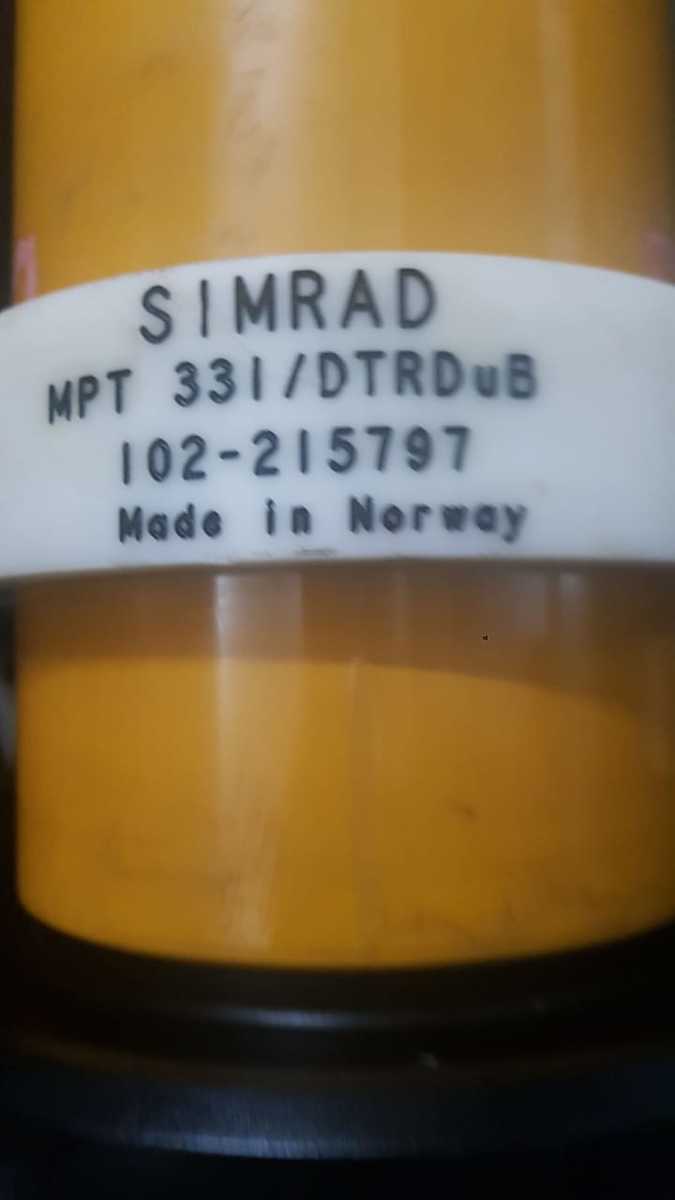 SIMRAD
MPT 331/DTRDuB
102-215797
Made in Norway